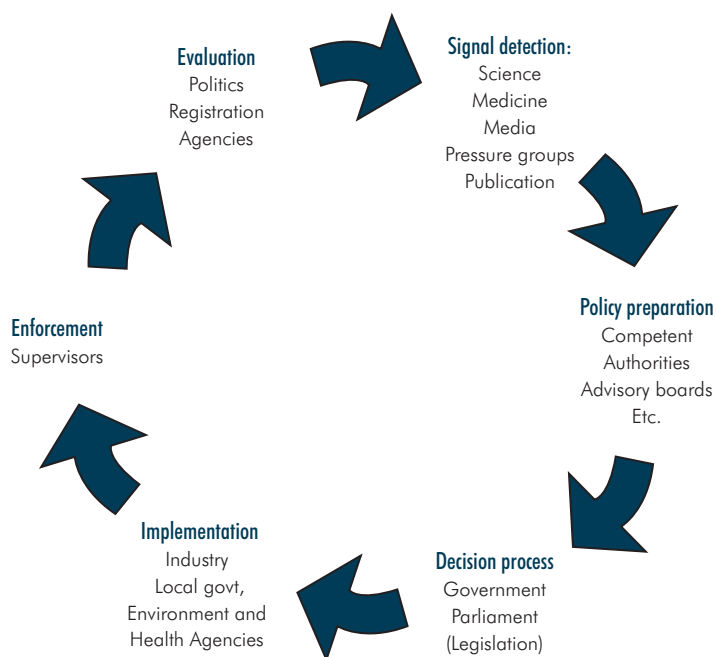 Signal detection:
Science
Medicine
Media
Pressure groups
Publication
Policy preparation
Competent
Authorities
Advisory boards
Etc.
Decision process
Government
Parliament
(Legislation)
Implementation
Industry
Local govt,
Environment and
Health Agencies
Enforcement
Supervisors
Evaluation
Politics
Registration
Agencies